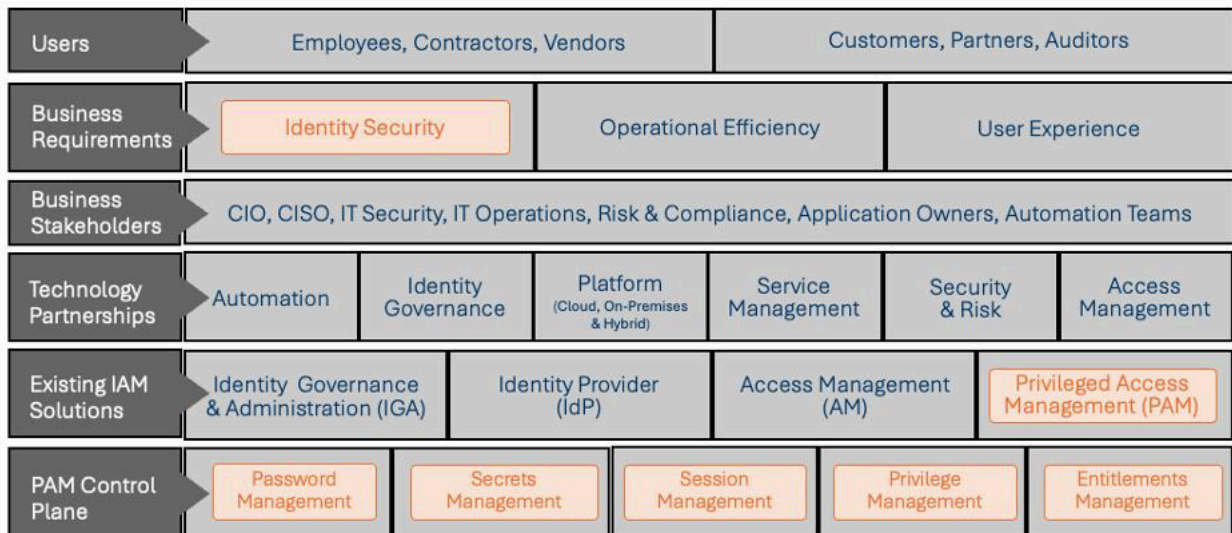 Users
Employees, Contractors, Vendors
Customers, Partners, Auditors
Business
Requirements
Identity Security
Operational Efficiency
User Experience
Business
Stakeholders
CIO, CISO, IT Security, IT Operations, Risk & Compliance, Application Owners, Automation Teams
Technology
Partnerships
Automation
Identity
Governance
Platform
(Cloud, On-Premises
& Hybrid)
Service
Management
Security
& Risk
Access
Management
Existing IAM
Solutions
Identity Governance
& Administration (IGA)
Identity Provider
(IdP)
Access Management
(AM)
Privileged Access
Management (PAM)
PAM Control
Plane
Password
Management
Secrets
Management
Session
Management
Privilege
Management
Entitlements
Management